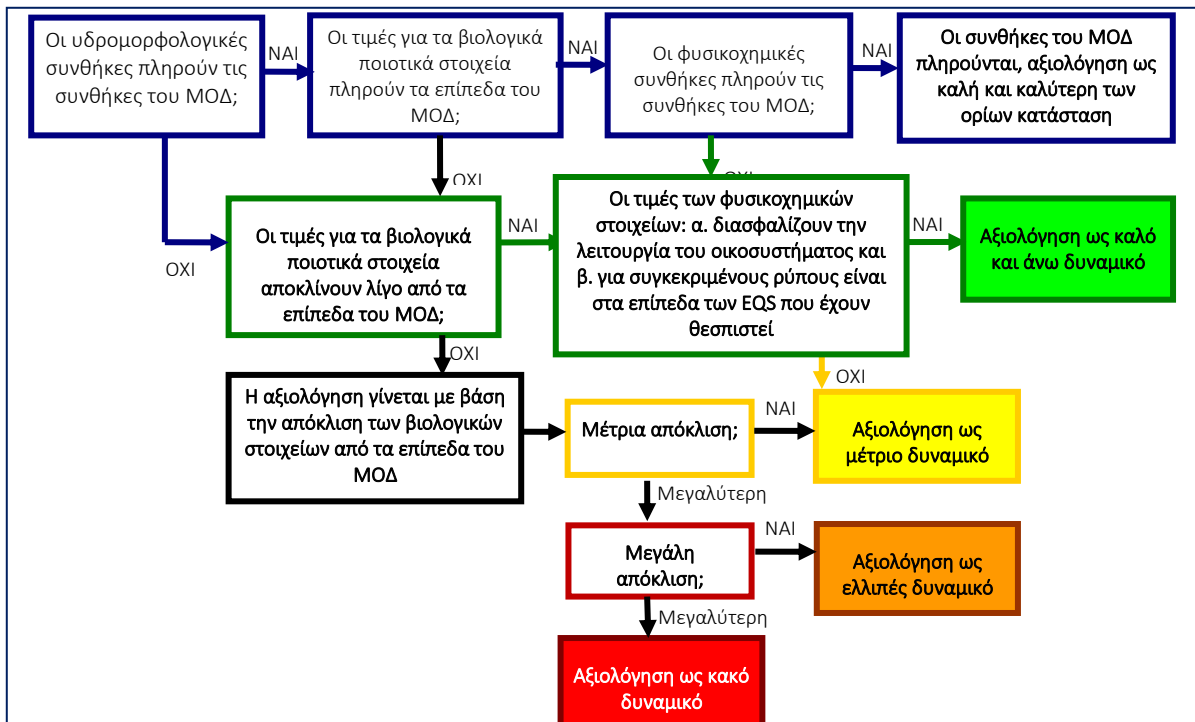 Οι υδρομορφολογικές
συνθήκες πληρούν τις
συνθήκες του ΜΟΔ;
ΝΑΙ
Οι τιμές για τα βιολογικά
ποιοτικά στοιχεία
πληρούν τα επίπεδα του
ΜΟΔ;
ΝΑΙ
Οι φυσικοχημικές
συνθήκες πληρούν τις
συνθήκες του ΜΟΔ;
ΝΑΙ
Οι συνθήκες του ΜΟΔ
πληρούνται, αξιολόγηση ως
καλή και καλύτερη των
ορίων κατάσταση
ΟΧΙ
ΟΧΙ
ΟΧΙ
Οι τιμές για τα βιολογικά
ποιοτικά στοιχεία
αποκλίνουν λίγο από τα
επίπεδα του ΜΟΔ;
ΝΑΙ
Οι τιμές των φυσικοχημικών
στοιχείων: α. διασφαλίζουν την
λειτουργία του οικοσυστήματος και
β. για συγκεκριμένους ρύπους είναι
στα επίπεδα των EQS που έχουν
θεσπιστεί
ΝΑΙ
Αξιολόγηση ως καλό
και άνω δυναμικό
ΟΧΙ
ΟΧΙ
Η αξιολόγηση γίνεται με βάση
την απόκλιση των βιολογικών
στοιχείων από τα επίπεδα του
ΜΟΔ
Μέτρια απόκλιση;
ΝΑΙ
Αξιολόγηση ως
μέτριο δυναμικό
Μεγαλύτερη
Μεγάλη
απόκλιση;
ΝΑΙ
Αξιολόγηση ως
ελλιπές δυναμικό
Μεγαλύτερη
Αξιολόγηση ως κακό
δυναμικό